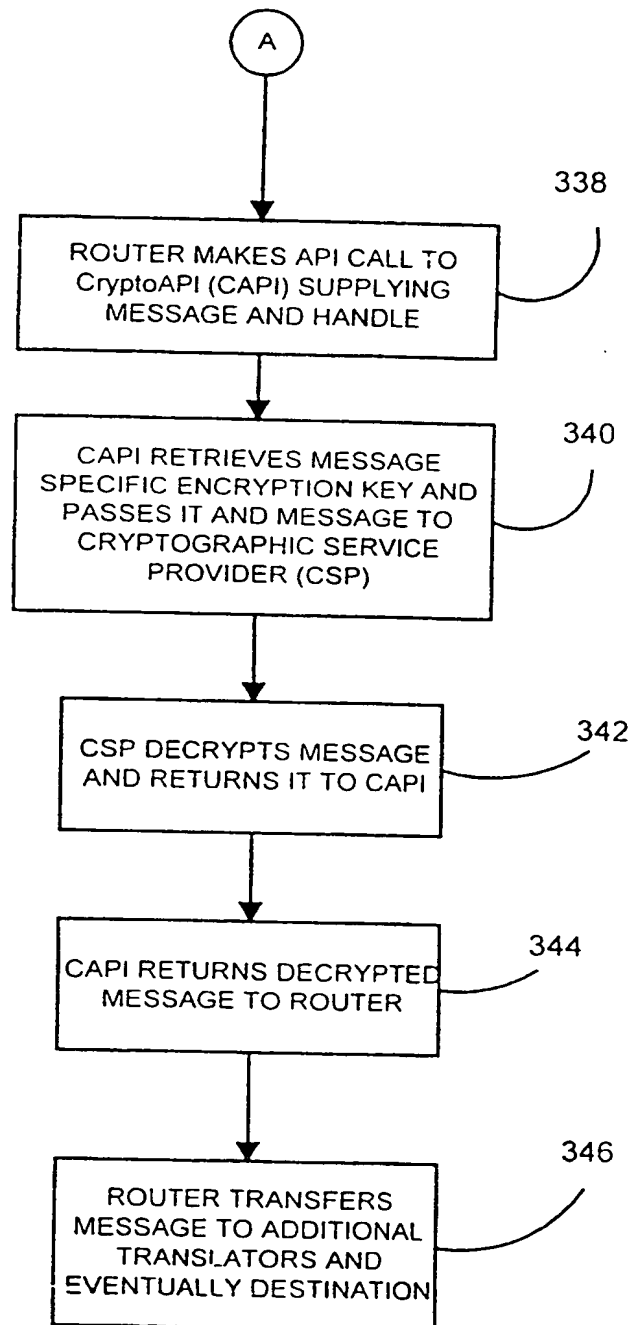 A
338
ROUTER MAKES API CALL TO
CryptoAPI (CAPI) SUPPLYING
MESSAGE AND HANDLE
340
CAPI RETRIEVES MESSAGE
SPECIFIC ENCRYPTION KEY AND
PASSES IT AND MESSAGE TO
CRYPTOGRAPHIC SERVICE
PROVIDER (CSP)
342
CSP DECRYPTS MESSAGE
AND RETURNS IT TO CAPI
344
CAPI RETURNS DECRYPTED
MESSAGE TO ROUTER
346
ROUTER TRANSFERS
MESSAGE TO ADDITIONAL
TRANSLATORS AND
EVENTUALLY DESTINATION